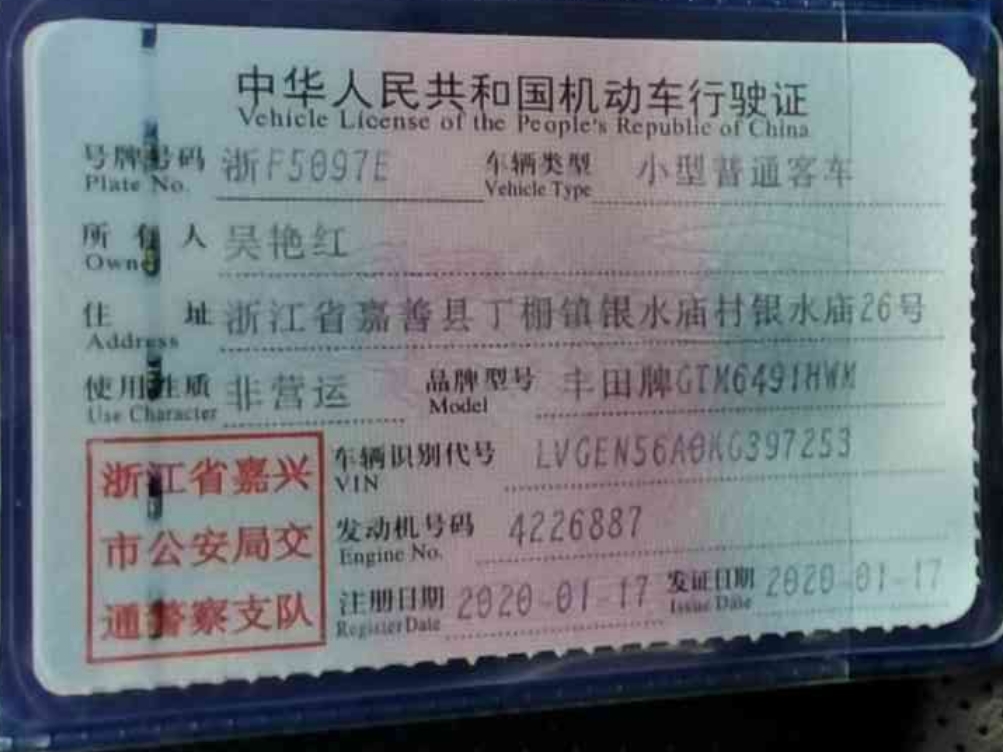 中华人民共和国机动车行驶证
Vehicle License of the People's Republic of China
号牌号码 浙F5097E 车辆类型 小型普通客车
Plate No. Vehicle Type
所有人 吴艳红
Owner
住址 浙江省嘉善县丁栅镇银水庙村银水庙26号
Address
使用性质 非营运 品牌型号 丰田牌GTM6491HWM
Use Character Model
浙江省嘉兴
市公安局交
通警察支队
车辆识别代号 LVGEN56A0KG397253
VIN
发动机号码 4226887
Engine No.
注册日期 2020-01-17 发证日期 2020-01-17
Register Date Issue Date